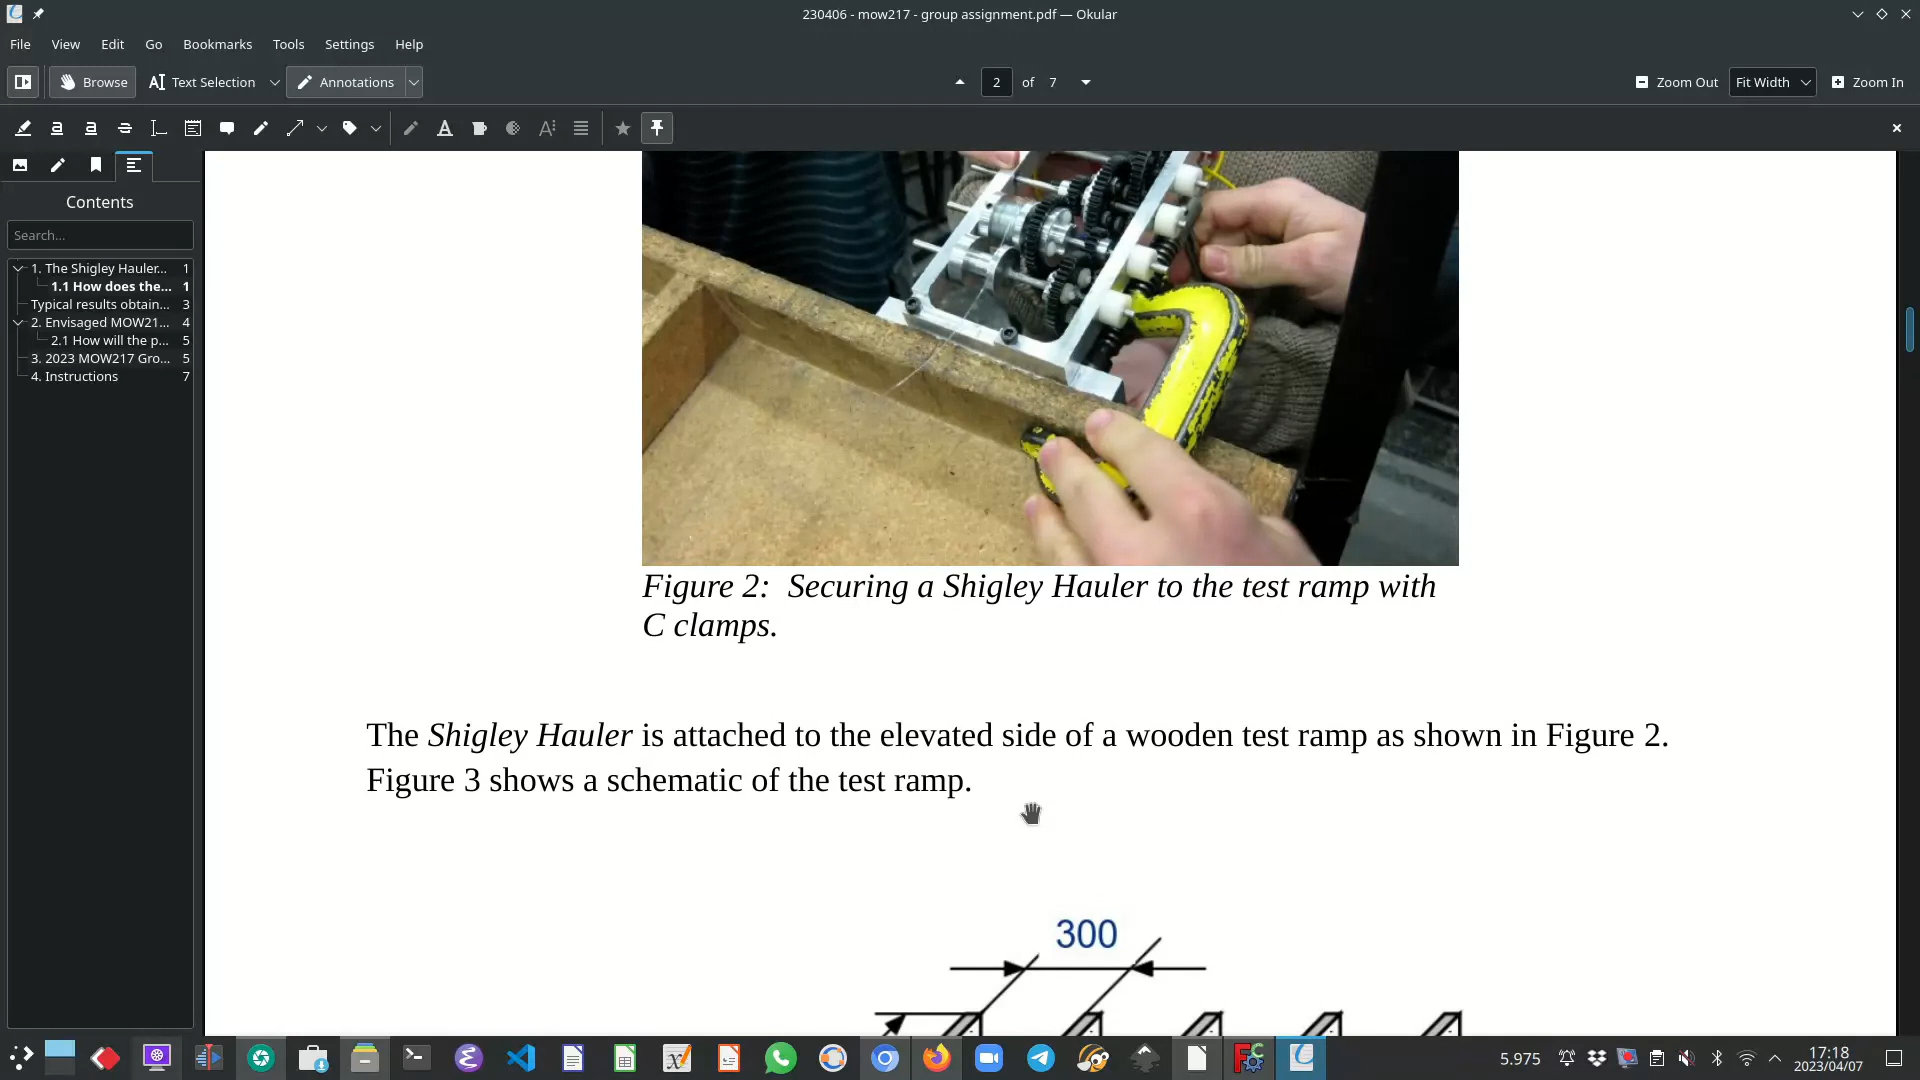 230406 - mow217 - group assignment.pdf — Okular
File View Edit Go Bookmarks Tools Settings Help
Browse Text Selection Annotations 2 of 7 Zoom Out Fit Width Zoom In
Contents
Search...
1. The Shigley Hauler... 1
1.1 How does the... 1
Typical results obtain... 3
2. Envisaged MOW21... 4
2.1 How will the p... 5
3. 2023 MOW217 Gro... 5
4. Instructions 7
Figure 2: Securing a Shigley Hauler to the test ramp with
C clamps.
The Shigley Hauler is attached to the elevated side of a wooden test ramp as shown in Figure 2.
Figure 3 shows a schematic of the test ramp.
300
5.975
17:18
2023/04/07